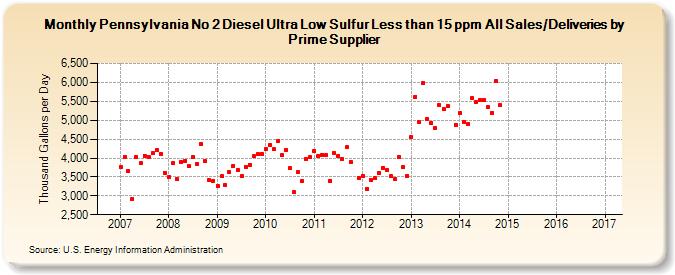 Monthly Pennsylvania No 2 Diesel Ultra Low Sulfur Less than 15 ppm All Sales/Deliveries by
Prime Supplier
Thousand Gallons per Day
6,500
6,000
5,500
5,000
4,500
4,000
3,500
3,000
2,500
2007 2008 2009 2010 2011 2012 2013 2014 2015 2016 2017
Source: U.S. Energy Information Administration